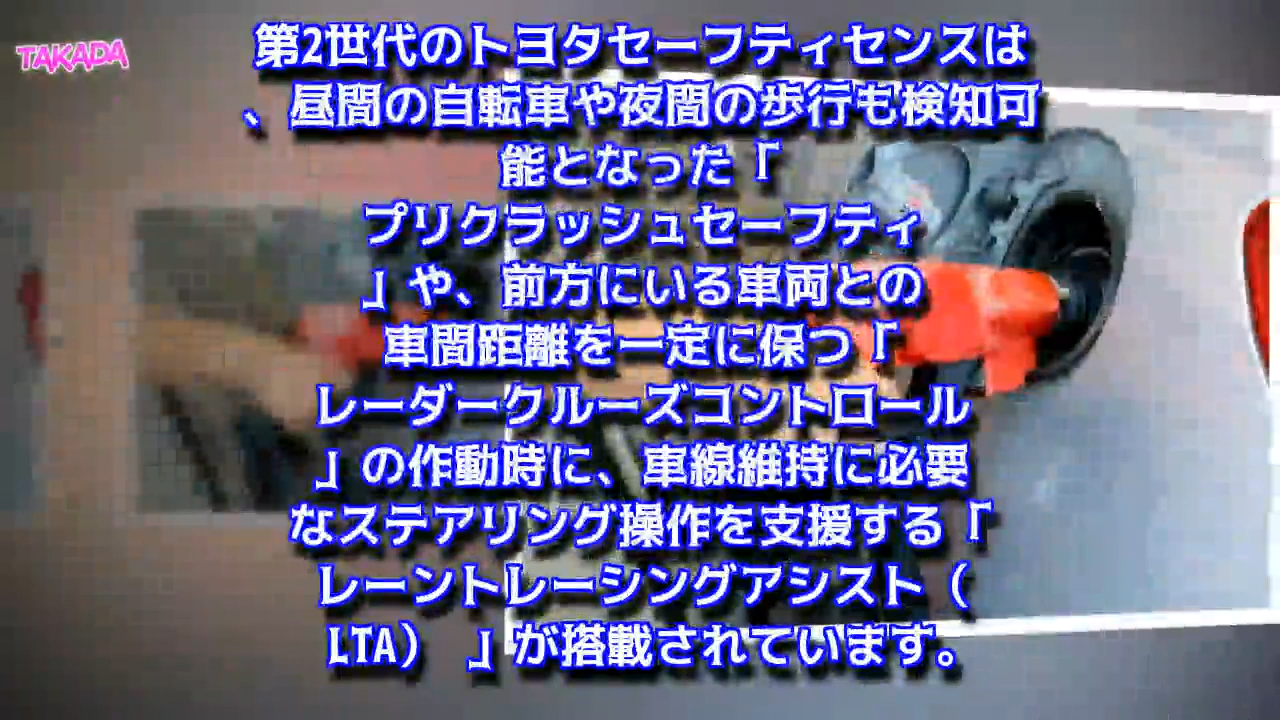 TAKADA
第2世代のトヨタセーフティセンスは
、昼間の自転車や夜間の歩行も検知可
能となった「
プリクラッシュセーフティ
」や、前方にいる車両との
車間距離を一定に保つ「
レーダークルーズコントロール
」の作動時に、車線維持に必要
なステアリング操作を支援する「
レーントレーシングアシスト（
LTA） 」が搭載されています。